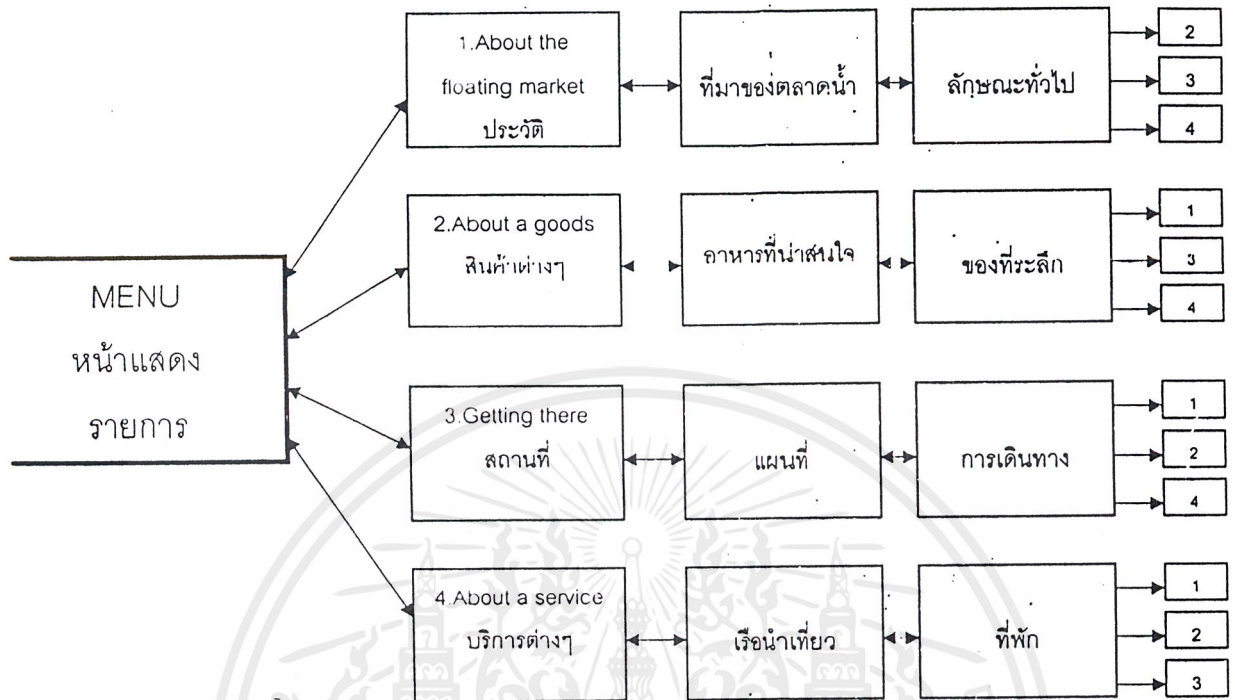 1.About the
floating market
ประวัติ
ที่มาของตลาดน้ำ
ลักษณะทั่วไป
2
3
4
2.About a goods
สินค้าต่างๆ
อาหารที่น่าสนใจ
ของที่ระลึก
1
3
4
MENU
หน้าแสดง
รายการ
3.Getting there
สถานที่
แผนที่
การเดินทาง
1
2
4
4.About a service
บริการต่างๆ
เรือนำเที่ยว
ที่พัก
1
2
3